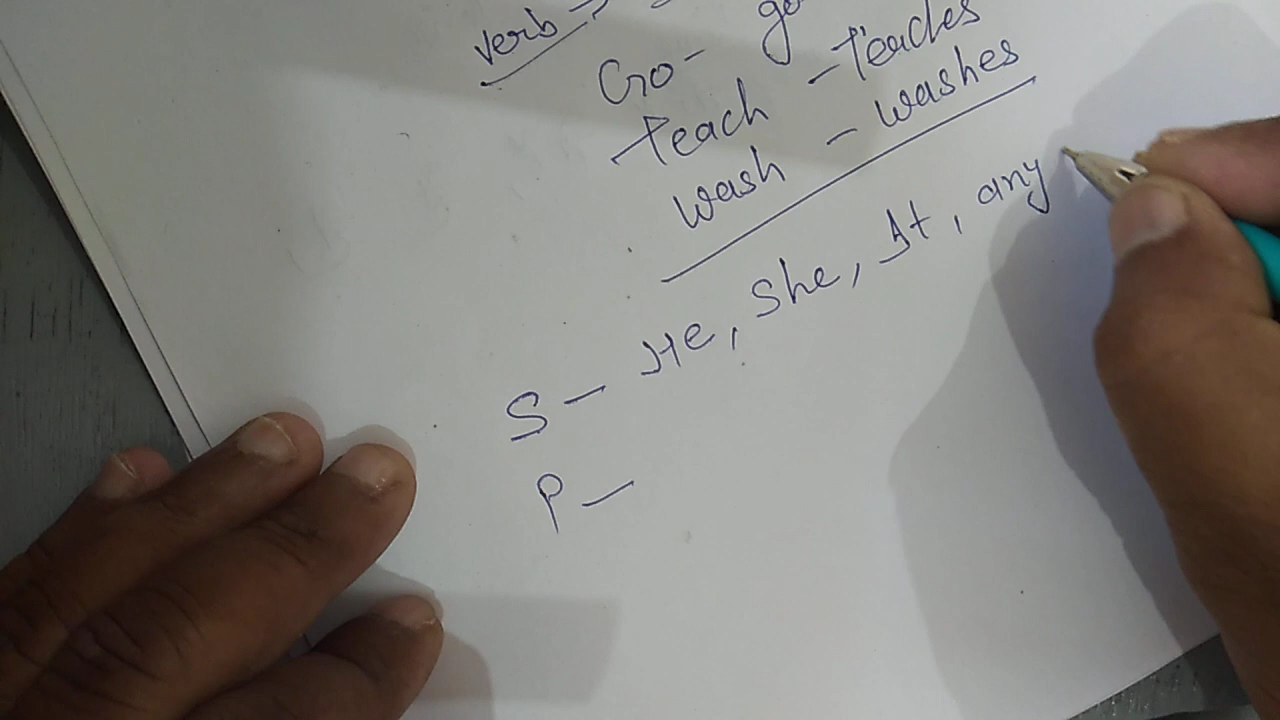 verb ⇒
Go - go
Teach - Teaches
wash - washes
S - He, She, It, any
P -